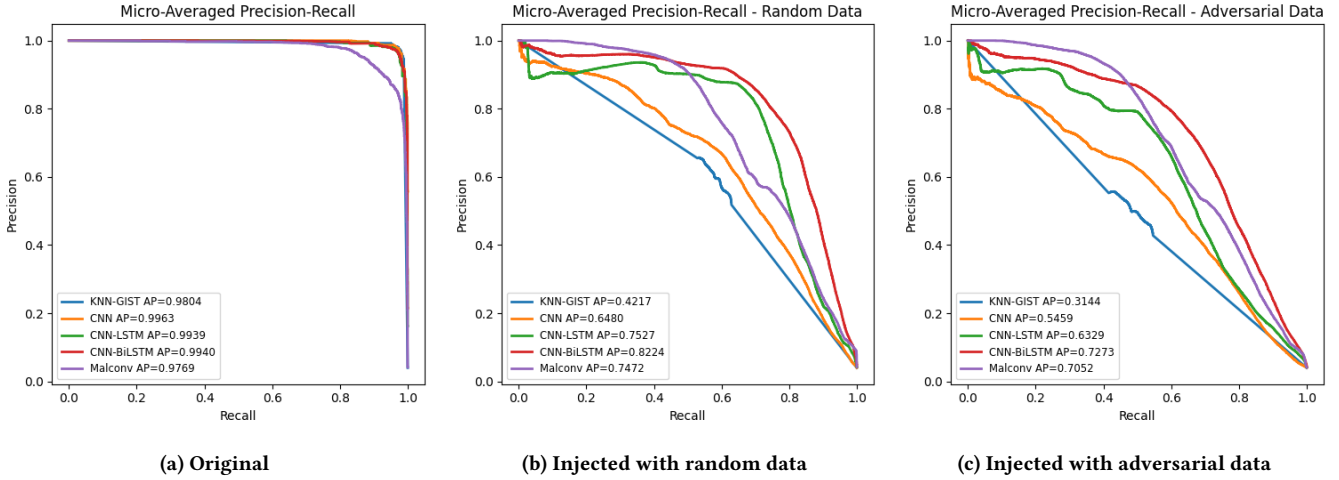 Micro-Averaged Precision-Recall
1.0
0.8
0.6
0.4
0.2
0.0
Precision
KNN-GIST AP=0.9804
CNN AP=0.9963
CNN-LSTM AP=0.9939
CNN-BiLSTM AP=0.9940
Malconv AP=0.9769
0.0 0.2 0.4 0.6 0.8 1.0
Recall
(a) Original
Micro-Averaged Precision-Recall - Random Data
1.0
0.8
0.6
0.4
0.2
0.0
Precision
KNN-GIST AP=0.4217
CNN AP=0.6480
CNN-LSTM AP=0.7527
CNN-BiLSTM AP=0.8224
Malconv AP=0.7472
0.0 0.2 0.4 0.6 0.8 1.0
Recall
(b) Injected with random data
Micro-Averaged Precision-Recall - Adversarial Data
1.0
0.8
0.6
0.4
0.2
0.0
Precision
KNN-GIST AP=0.3144
CNN AP=0.5459
CNN-LSTM AP=0.6329
CNN-BiLSTM AP=0.7273
Malconv AP=0.7052
0.0 0.2 0.4 0.6 0.8 1.0
Recall
(c) Injected with adversarial data